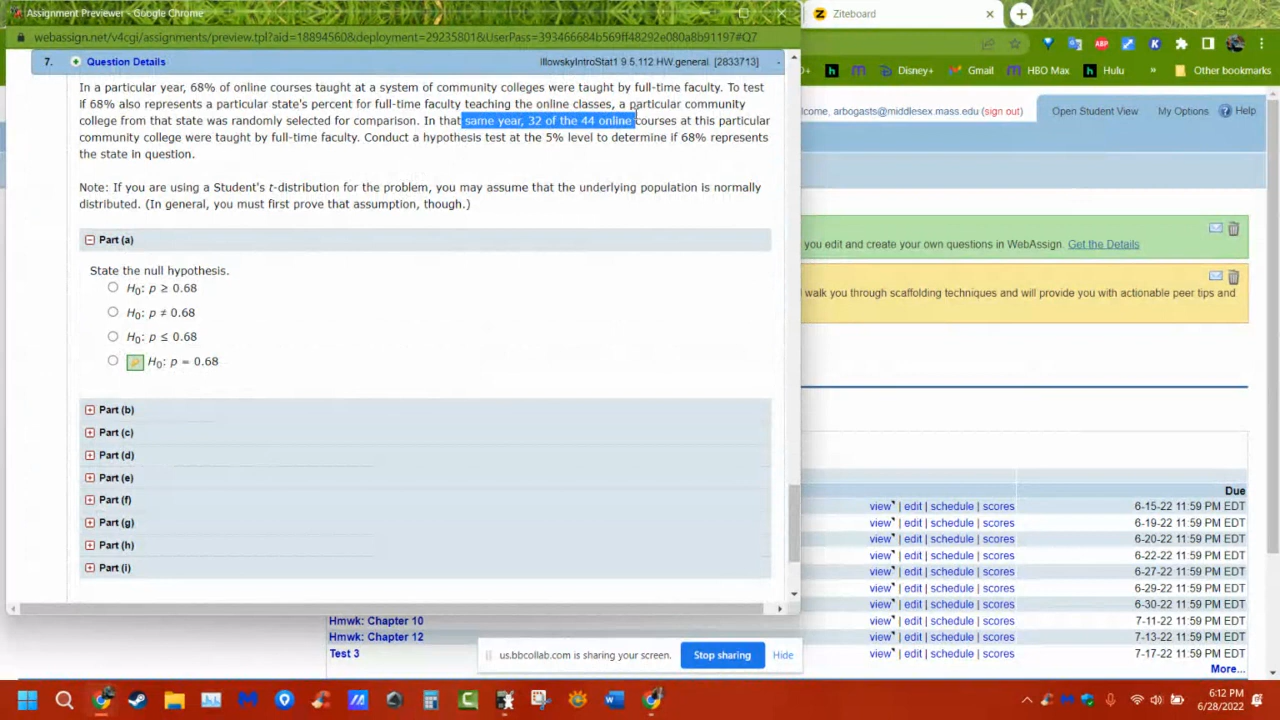 Assignment Previewer - Google Chrome
Ziteboard
webassign.net/v4cgi/assignments/preview.tpl?aid=18894560&deployment=29235801&UserPass=393466684b569ff48292e080a8b91197#Q7
Disney+
Gmail
HBO Max
Hulu
Other bookmarks
7. Question Details
IllowskyIntroStat1 9.5.112.HW.general. [2833713]
In a particular year, 68% of online courses taught at a system of community colleges were taught by full-time faculty. To test
if 68% also represents a particular state's percent for full-time faculty teaching the online classes, a particular community
college from that state was randomly selected for comparison. In that same year, 32 of the 44 online courses at this particular
community college were taught by full-time faculty. Conduct a hypothesis test at the 5% level to determine if 68% represents
the state in question.
Note: If you are using a Student's t-distribution for the problem, you may assume that the underlying population is normally
distributed. (In general, you must first prove that assumption, though.)
Part (a)
State the null hypothesis.
H0: p ≥ 0.68
H0: p ≠ 0.68
H0: p ≤ 0.68
H0: p = 0.68
Part (b)
Part (c)
Part (d)
Part (e)
Part (f)
Part (g)
Part (h)
Part (i)
come, arbogasts@middlesex.mass.edu (sign out)
Open Student View
My Options
Help
you edit and create your own questions in WebAssign. Get the Details
walk you through scaffolding techniques and will provide you with actionable peer tips and
Due
view | edit | schedule | scores 6-15-22 11:59 PM EDT
view | edit | schedule | scores 6-19-22 11:59 PM EDT
view | edit | schedule | scores 6-20-22 11:59 PM EDT
view | edit | schedule | scores 6-22-22 11:59 PM EDT
view | edit | schedule | scores 6-27-22 11:59 PM EDT
view | edit | schedule | scores 6-29-22 11:59 PM EDT
view | edit | schedule | scores 6-30-22 11:59 PM EDT
Hmwk: Chapter 10 view | edit | schedule | scores 7-11-22 11:59 PM EDT
Hmwk: Chapter 12 view | edit | schedule | scores 7-13-22 11:59 PM EDT
Test 3 view | edit | schedule | scores 7-17-22 11:59 PM EDT
More...
us.bbcollab.com is sharing your screen.
Stop sharing
Hide
6:12 PM
6/28/2022